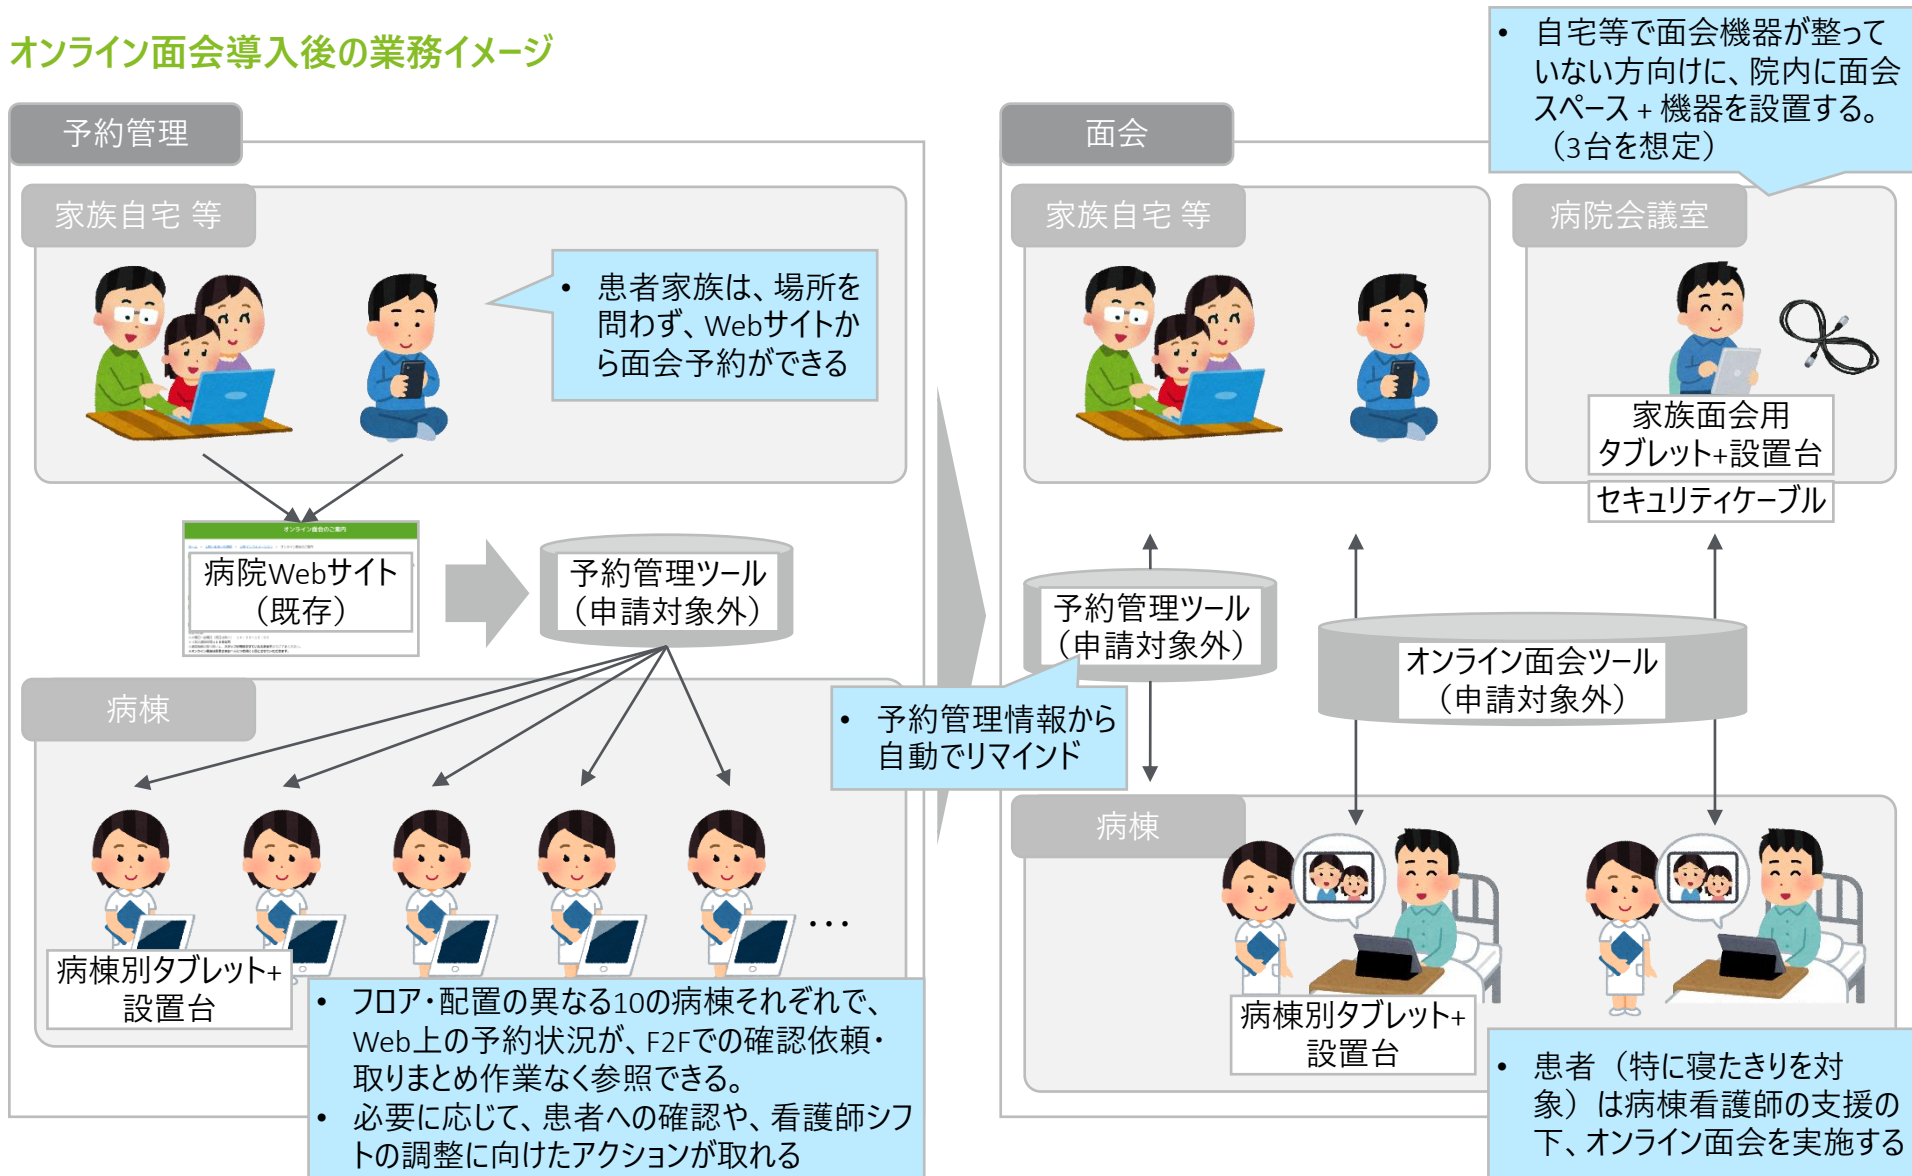 オンライン面会導入後の業務イメージ
予約管理
家族自宅 等
• 患者家族は、場所を
問わず、Webサイトか
ら面会予約ができる
オンライン面会のご案内
病院Webサイト
（既存）
予約管理ツール
（申請対象外）
病棟
…
病棟別タブレット+
設置台
• フロア・配置の異なる10の病棟それぞれで、
Web上の予約状況が、F2Fでの確認依頼・
取りまとめ作業なく参照できる。
• 必要に応じて、患者への確認や、看護師シフ
トの調整に向けたアクションが取れる
面会
• 自宅等で面会機器が整って
いない方向けに、院内に面会
スペース + 機器を設置する。
（3台を想定）
家族自宅 等
病院会議室
家族面会用
タブレット+設置台
セキュリティケーブル
予約管理ツール
（申請対象外）
• 予約管理情報から
自動でリマインド
オンライン面会ツール
（申請対象外）
病棟
病棟別タブレット+
設置台
• 患者（特に寝たきりを対
象）は病棟看護師の支援の
下、オンライン面会を実施する